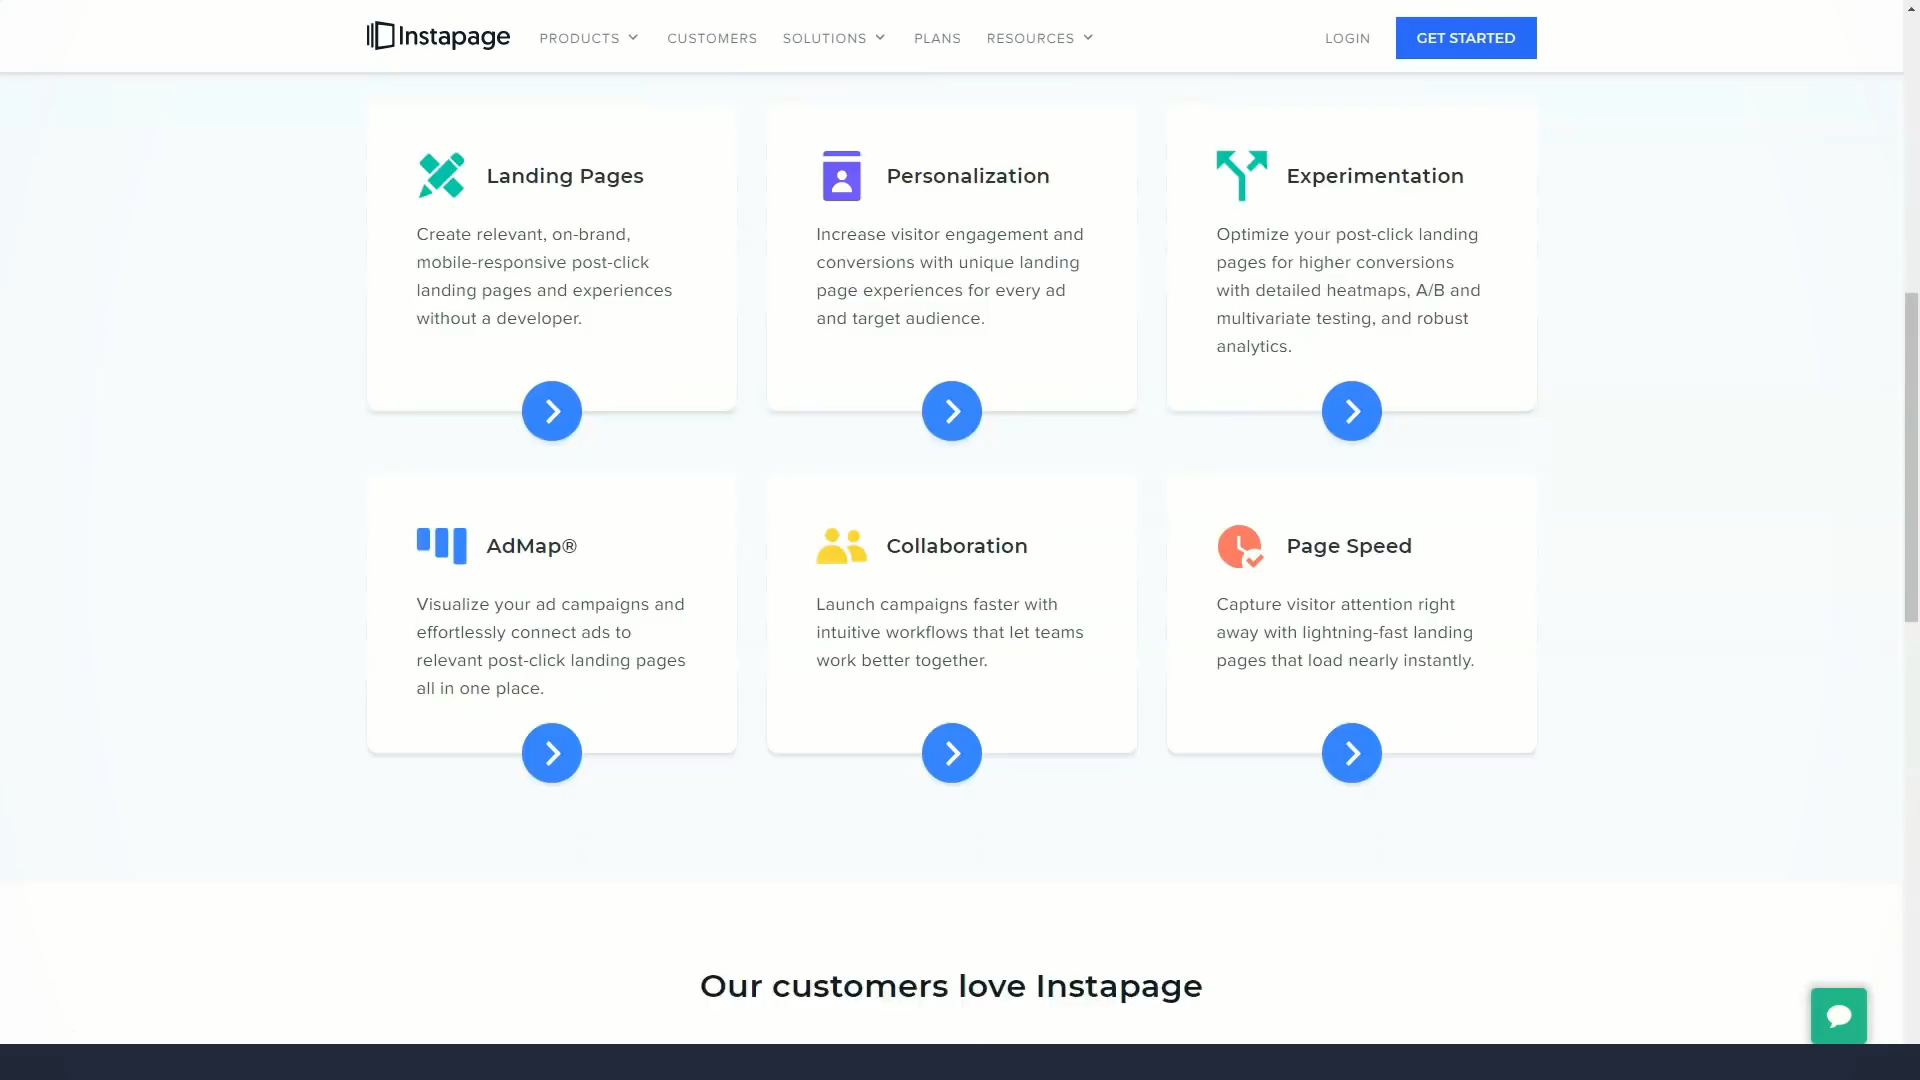 Instapage PRODUCTS CUSTOMERS SOLUTIONS PLANS RESOURCES LOGIN GET STARTED
Landing Pages
Create relevant, on-brand,
mobile-responsive post-click
landing pages and experiences
without a developer.
Personalization
Increase visitor engagement and
conversions with unique landing
page experiences for every ad
and target audience.
Experimentation
Optimize your post-click landing
pages for higher conversions
with detailed heatmaps, A/B and
multivariate testing, and robust
analytics.
AdMap®
Visualize your ad campaigns and
effortlessly connect ads to
relevant post-click landing pages
all in one place.
Collaboration
Launch campaigns faster with
intuitive workflows that let teams
work better together.
Page Speed
Capture visitor attention right
away with lightning-fast landing
pages that load nearly instantly.
Our customers love Instapage